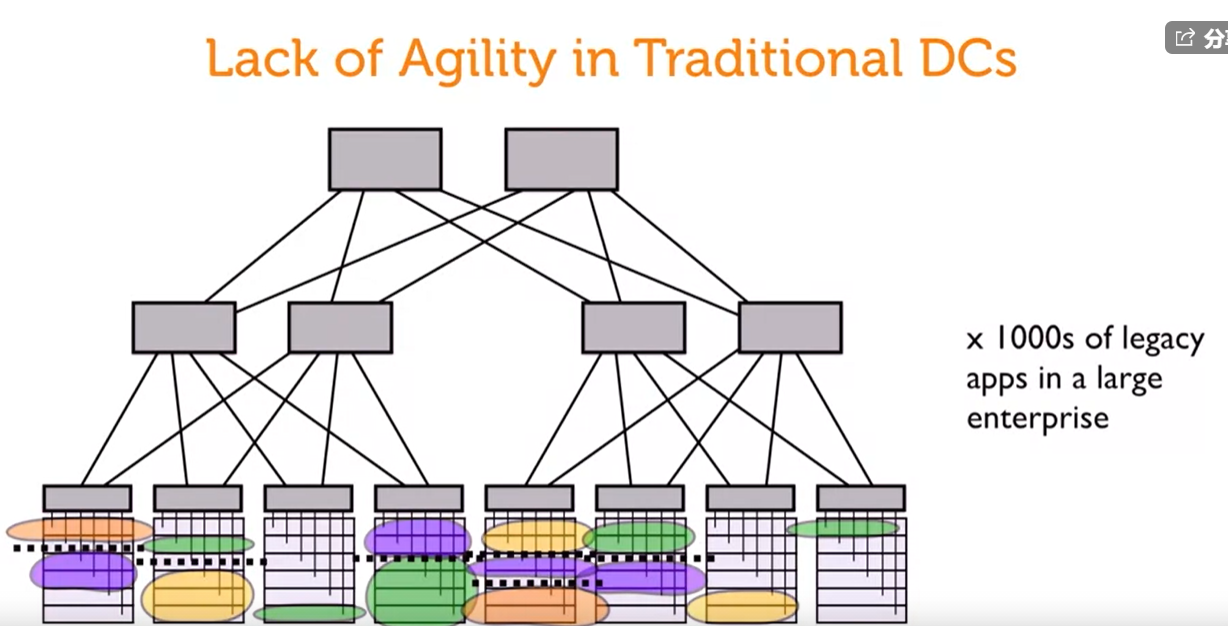 Lack of Agility in Traditional DCs
分
x 1000s of legacy
apps in a large
enterprise